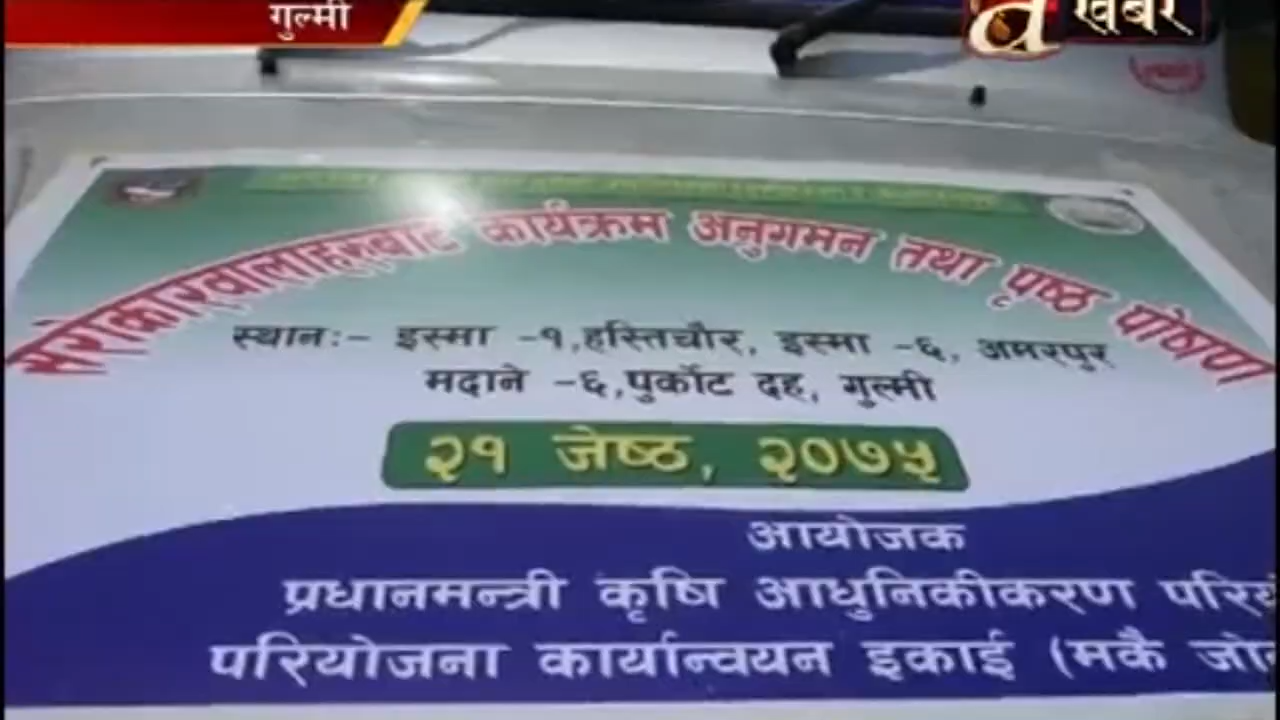 गुल्मी
खबर
सरोकारवालाहरुबाट कार्यक्रम अनुगमन तथा पृष्ठ पोषण
स्थानः- इस्मा -१,हस्तिचौर, इस्मा -६, अमरपुर
मदाने -६,पुर्कोट दह, गुल्मी
२१ जेष्ठ, २०७५
आयोजक
प्रधानमन्त्री कृषि आधुनिकीकरण
परियोजना कार्यान्वयन इकाई (मकै